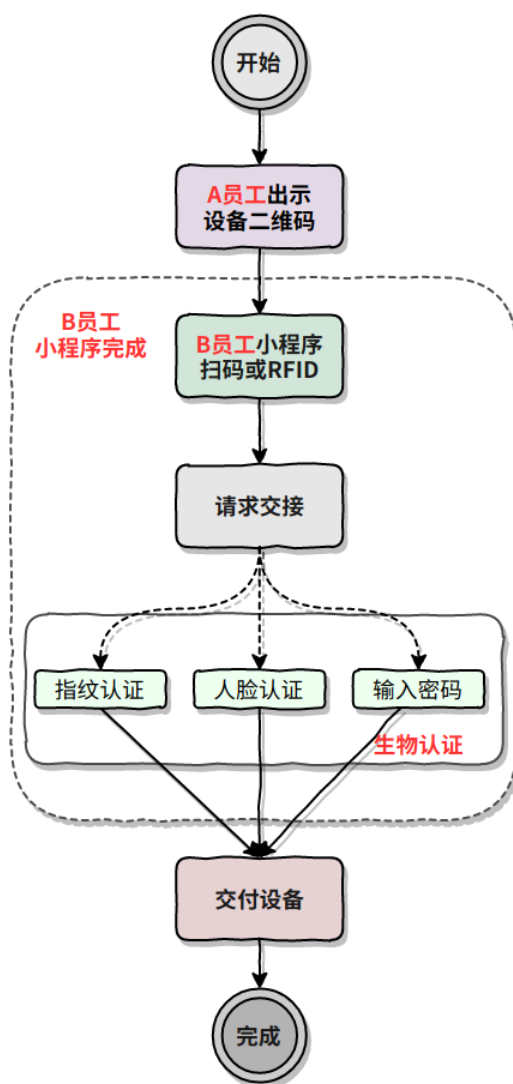 开始
A员工出示
设备二维码
B员工
小程序完成
B员工小程序
扫码或RFID
请求交接
指纹认证
人脸认证
输入密码
生物认证
交付设备
完成